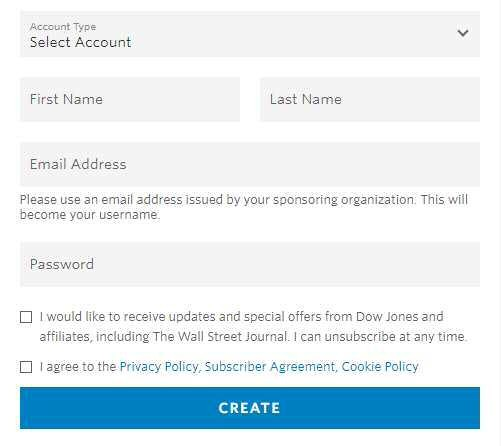 Account Type
Select Account
First Name
Last Name
Email Address
Please use an email address issued by your sponsoring organization. This will
become your username.
Password
I would like to receive updates and special offers from Dow Jones and
affiliates, including The Wall Street Journal. I can unsubscribe at any time.
I agree to the Privacy Policy, Subscriber Agreement, Cookie Policy
CREATE